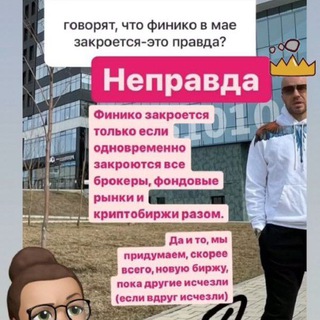 говорят, что финико в мае
закроется-это правда?
Неправда
Финико закроется
только если
одновременно
закроются все
брокеры, фондовые
рынки и
криптобиржи разом.
Да и то, мы
придумаем, скорее
всего, новую биржу,
пока другие исчезли
(если вдруг исчезли)